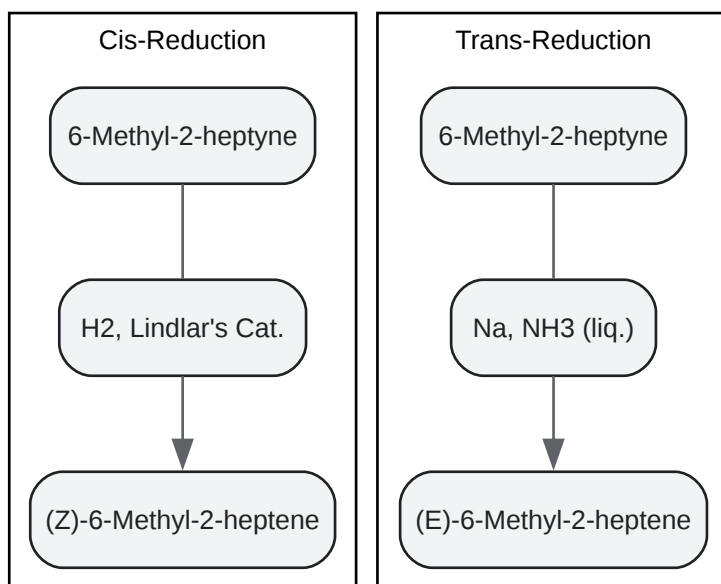 Cis-Reduction
6-Methyl-2-heptyne
H2, Lindlar's Cat.
(Z)-6-Methyl-2-heptene
Trans-Reduction
6-Methyl-2-heptyne
Na, NH3 (liq.)
(E)-6-Methyl-2-heptene